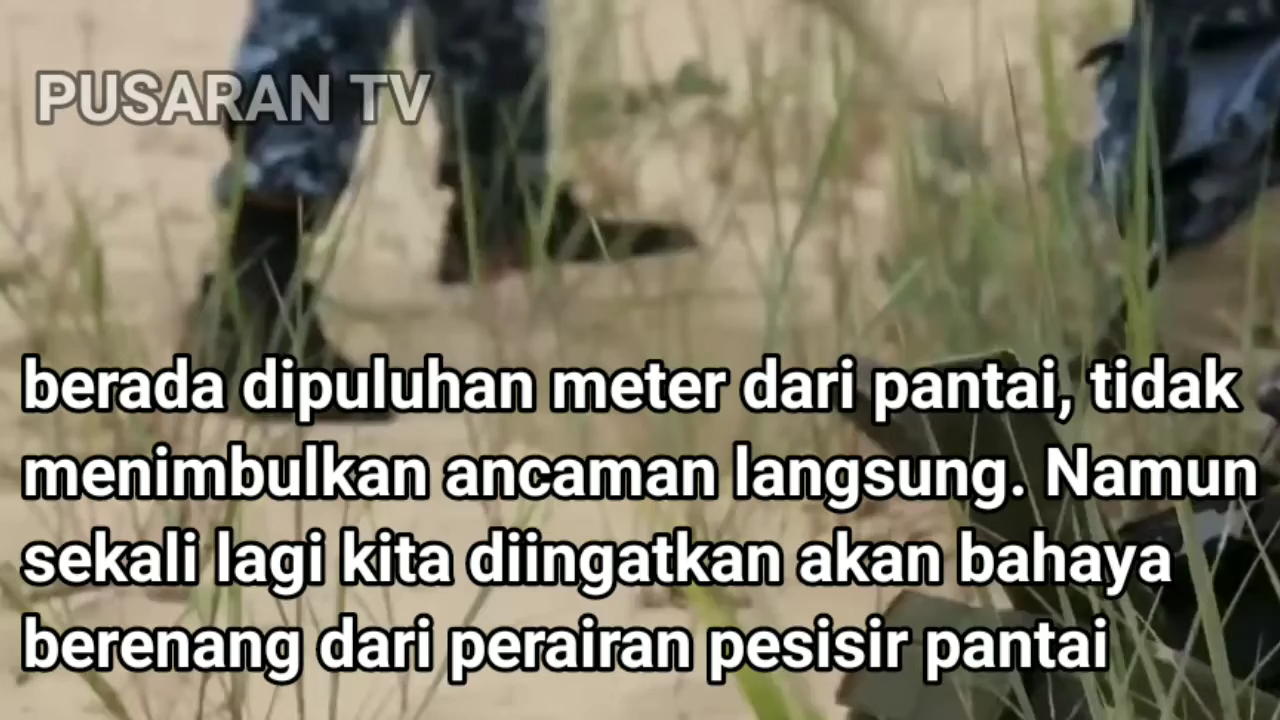 PUSARAN TV
berada dipuluhan meter dari pantai, tidak
menimbulkan ancaman langsung. Namun
sekali lagi kita diingatkan akan bahaya
berenang dari perairan pesisir pantai